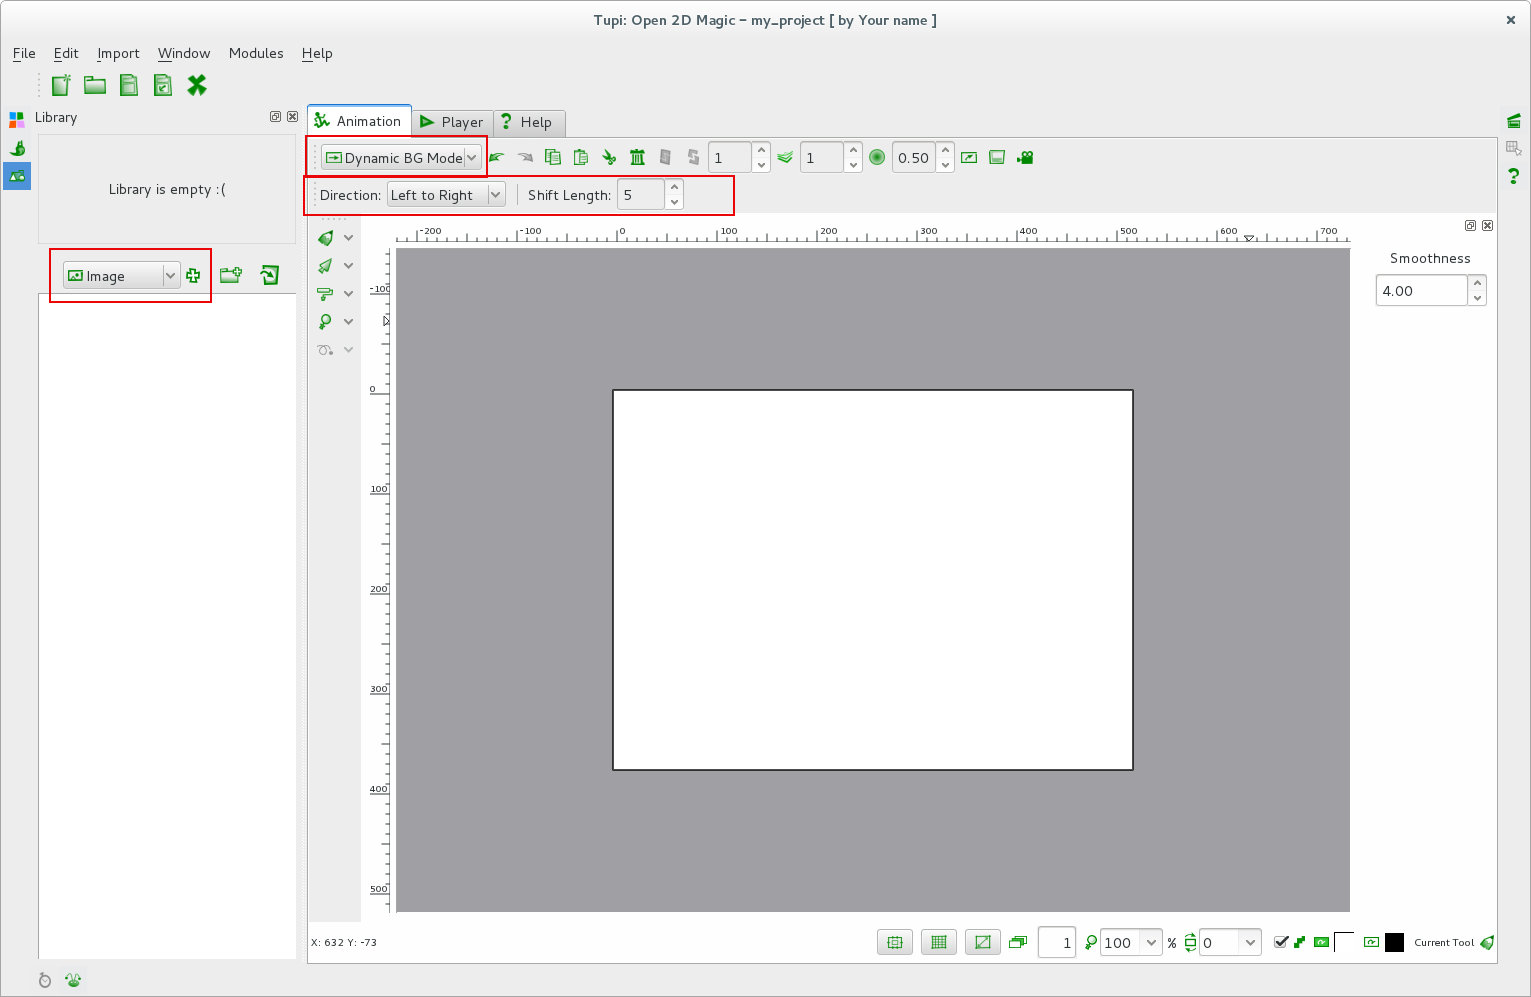 Tupi: Open 2D Magic – my_project [ by Your name ]
File Edit Import Window Modules Help
Library
Animation Player Help
Dynamic BG Mode 1 1 0.50
Library is empty :(
Direction: Left to Right Shift Length: 5
-200 -100 0 100 200 300 400 500 600 700
Smoothness
Image
4.00
-100
0
100
200
300
400
500
X: 632 Y: -73
1 100 % 0 Current Tool